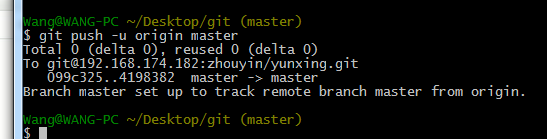 Wang@WANG-PC ~/Desktop/git (master)
$ git push -u origin master
Total 0 (delta 0), reused 0 (delta 0)
To git@192.168.174.182:zhouyin/yunxing.git
   099c325..4198382  master -> master
Branch master set up to track remote branch master from origin.

Wang@WANG-PC ~/Desktop/git (master)
$